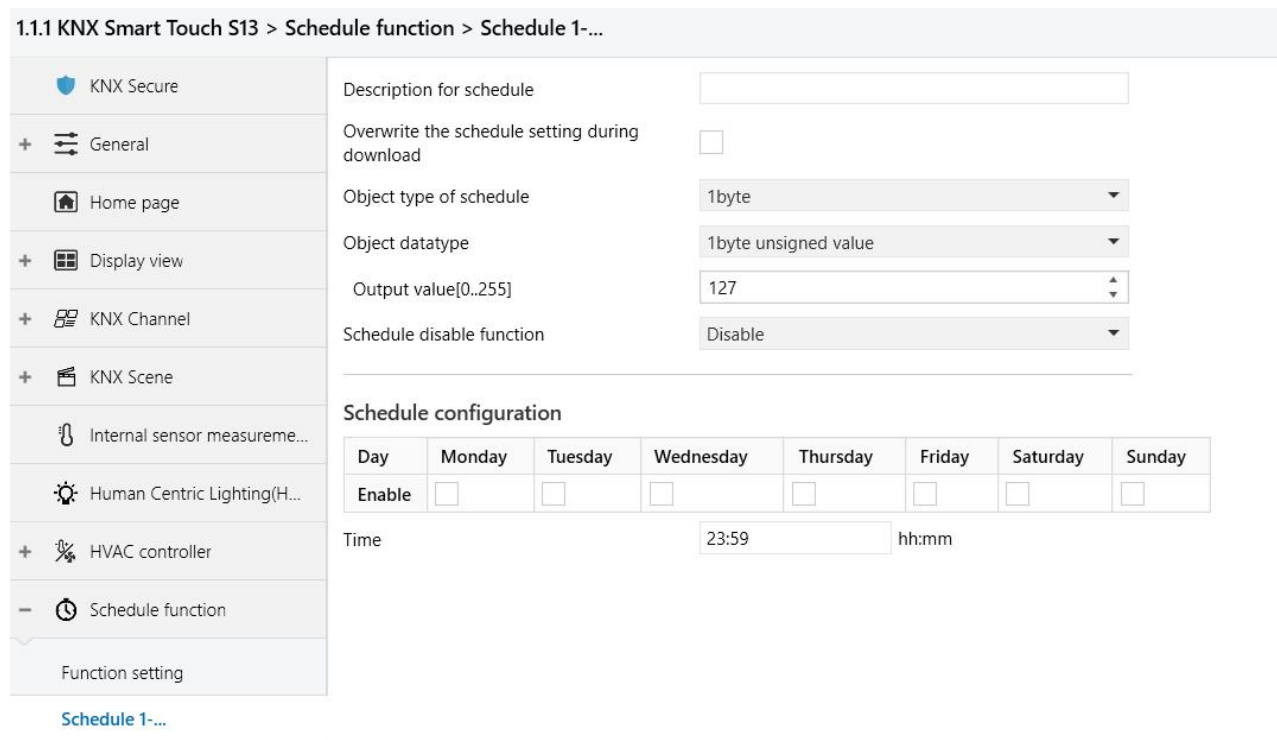 1.1.1 KNX Smart Touch S13 > Schedule function > Schedule 1-...
KNX Secure
+ General
Home page
+ Display view
+ KNX Channel
+ KNX Scene
Internal sensor measureme...
Human Centric Lighting(H...
+ HVAC controller
– Schedule function
Function setting
Schedule 1-...
Description for schedule
Overwrite the schedule setting during
download
Object type of schedule 1byte
Object datatype 1byte unsigned value
Output value[0..255] 127
Schedule disable function Disable
Schedule configuration
Day Monday Tuesday Wednesday Thursday Friday Saturday Sunday
Enable
Time 23:59 hh:mm